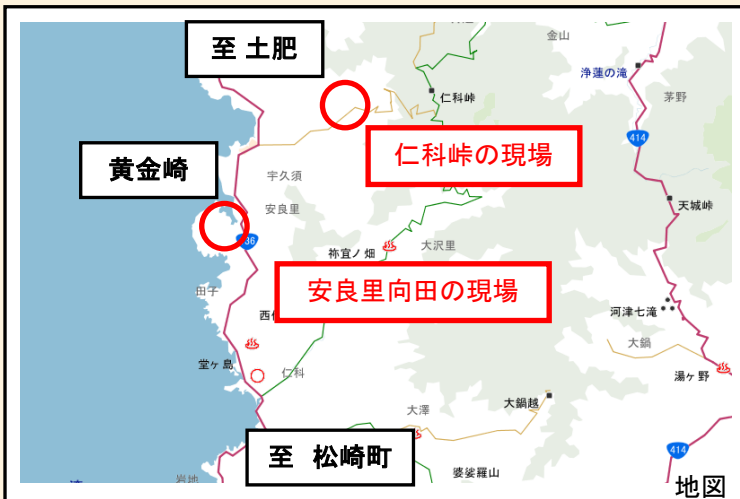 金山
至 土肥
浄蓮の滝
仁科峠
茅野
414
仁科峠の現場
黄金崎
宇久須
安良里
天城峠
36
祢宜ノ畑
大沢里
安良里向田の現場
田子
西
河津七滝
大鍋
堂ヶ島
仁科
湯ヶ野
大鍋越
大澤
至 松崎町
414
婆娑羅山
岩地
地図